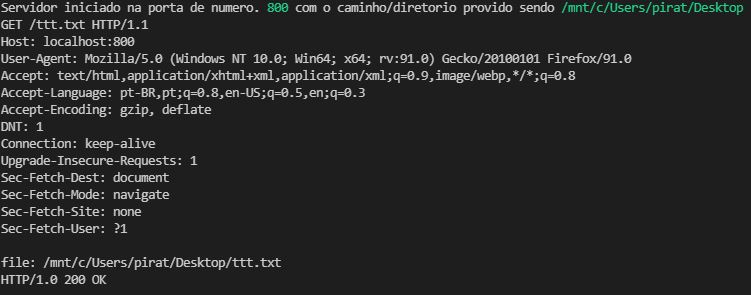 Servidor iniciado na porta de numero. 800 com o caminho/diretorio provido sendo /mnt/c/Users/pirat/Desktop
GET /ttt.txt HTTP/1.1
Host: localhost:800
User-Agent: Mozilla/5.0 (Windows NT 10.0; Win64; x64; rv:91.0) Gecko/20100101 Firefox/91.0
Accept: text/html,application/xhtml+xml,application/xml;q=0.9,image/webp,*/*;q=0.8
Accept-Language: pt-BR,pt;q=0.8,en-US;q=0.5,en;q=0.3
Accept-Encoding: gzip, deflate
DNT: 1
Connection: keep-alive
Upgrade-Insecure-Requests: 1
Sec-Fetch-Dest: document
Sec-Fetch-Mode: navigate
Sec-Fetch-Site: none
Sec-Fetch-User: ?1
file: /mnt/c/Users/pirat/Desktop/ttt.txt
HTTP/1.0 200 OK